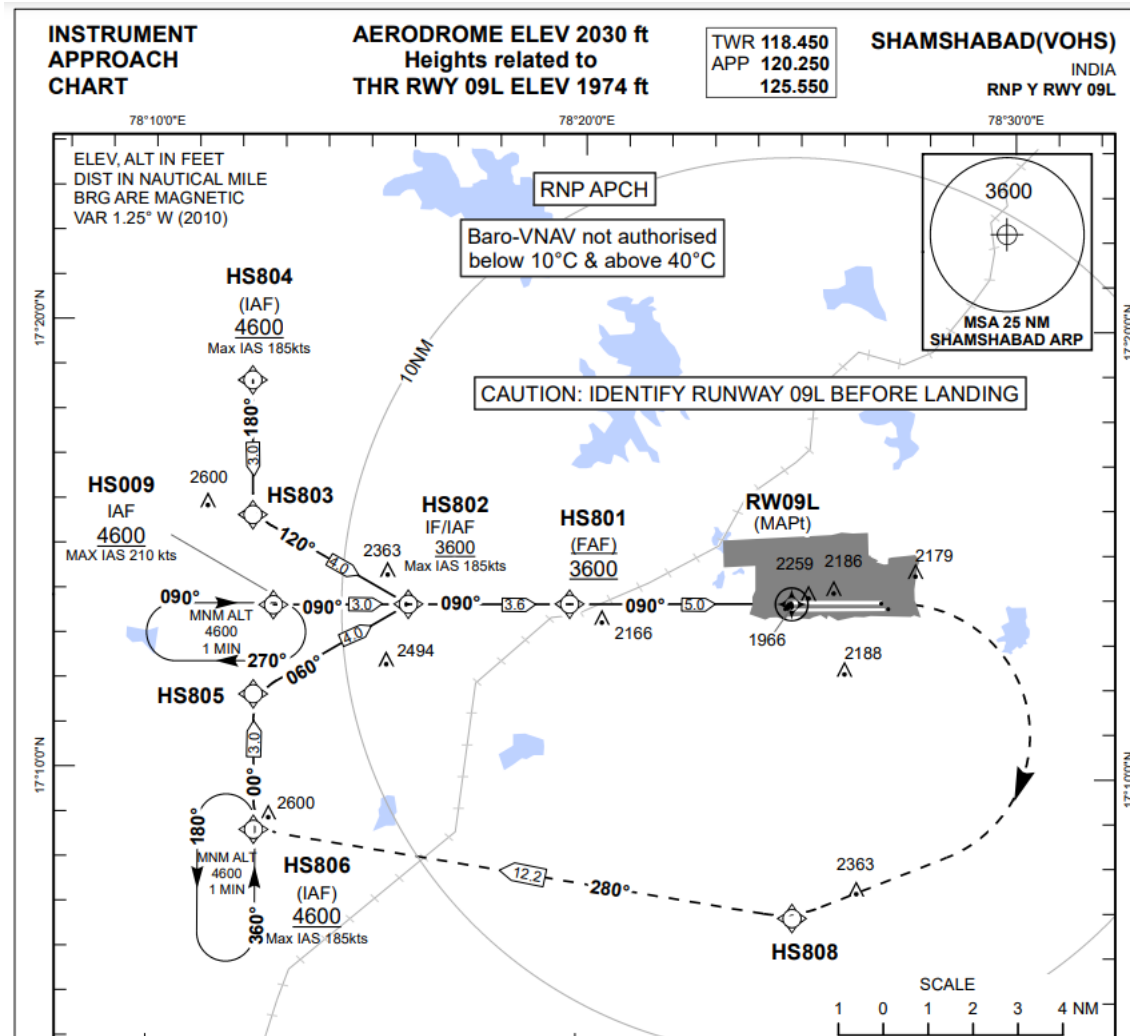 INSTRUMENT
APPROACH
CHART
AERODROME ELEV 2030 ft
Heights related to
THR RWY 09L ELEV 1974 ft
TWR 118.450
APP 120.250
125.550
SHAMSHABAD(VOHS)
INDIA
RNP Y RWY 09L
78°10'0"E
78°20'0"E
78°30'0"E
ELEV, ALT IN FEET
DIST IN NAUTICAL MILE
BRG ARE MAGNETIC
VAR 1.25° W (2010)
RNP APCH
Baro-VNAV not authorised
below 10°C & above 40°C
3600
MSA 25 NM
SHAMSHABAD ARP
17°20'0"N
17°20'0"N
HS804
(IAF)
4600
Max IAS 185kts
10NM
CAUTION: IDENTIFY RUNWAY 09L BEFORE LANDING
180°
3.0
2600
HS009
IAF
4600
MAX IAS 210 kts
HS803
120°
4.0
2363
HS802
IF/IAF
3600
Max IAS 185kts
HS801
(FAF)
3600
RW09L
(MAPt)
2259
2186
2179
090°
MNM ALT
4600
1 MIN
270°
090°
3.0
090°
3.6
090°
5.0
2166
1966
2188
060°
4.0
2494
HS805
3.0
00°
17°10'0"N
17°10'0"N
2600
180°
MNM ALT
4600
1 MIN
360°
HS806
(IAF)
4600
Max IAS 185kts
12.2
280°
2363
HS808
SCALE
1 0 1 2 3 4 NM